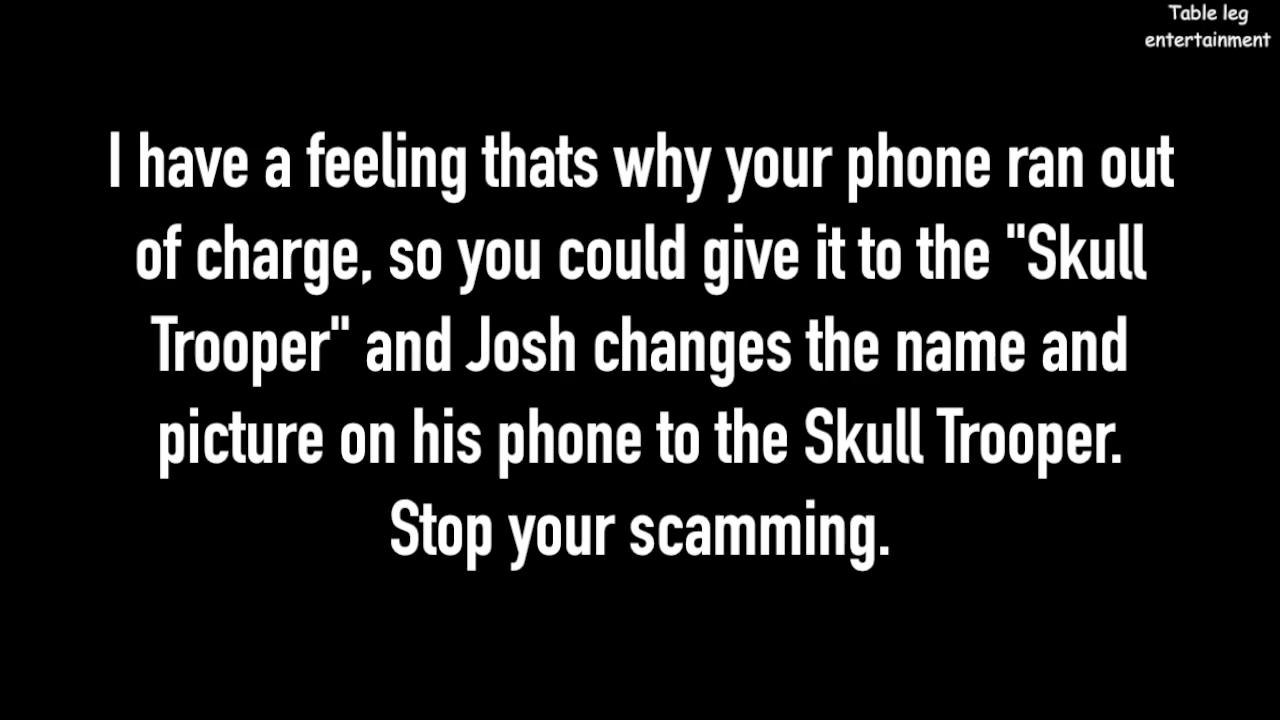 Table leg
entertainment
I have a feeling thats why your phone ran out
of charge, so you could give it to the "Skull
Trooper" and Josh changes the name and
picture on his phone to the Skull Trooper.
Stop your scamming.